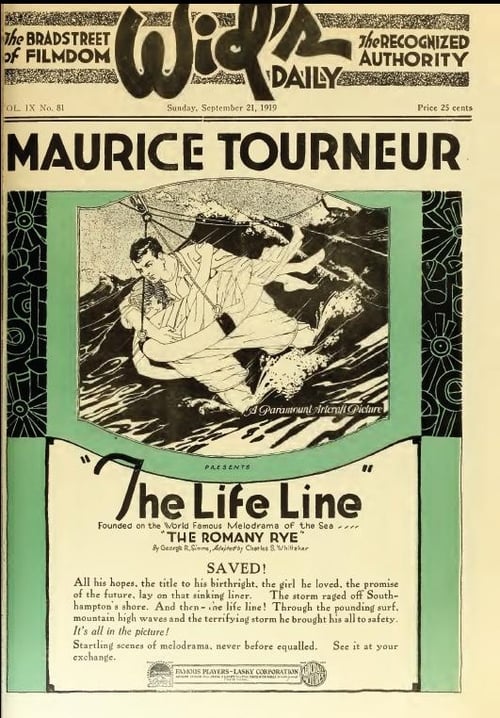 The BRADSTREET
of FILMDOM
Wid's
DAILY
The RECOGNIZED
AUTHORITY
OL. IX No. 81
Sunday, September 21, 1919
Price 25 cents
MAURICE TOURNEUR
A Paramount Artcraft Picture
PRESENTS
"The Life Line"
Founded on the World Famous Melodrama of the Sea ----
"THE ROMANY RYE"
By George R. Sims, Adapted by Charles E. Whittaker
SAVED!
All his hopes, the title to his birthright, the girl he loved, the promise
of the future, lay on that sinking liner. The storm raged off South-
hampton's shore. And then - the life line! Through the pounding surf,
mountain high waves and the terrifying storm he brought his all to safety.
It's all in the picture!
Startling scenes of melodrama, never before equalled. See it at your
exchange.
FAMOUS PLAYERS-LASKY CORPORATION